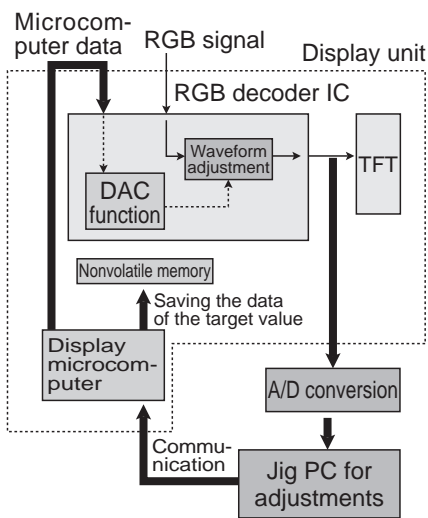 Microcom-
puter data
RGB signal
Display unit
RGB decoder IC
Waveform
adjustment
TFT
DAC
function
Nonvolatile memory
Saving the data
of the target value
Display
microcom-
puter
A/D conversion
Commu-
nication
Jig PC for
adjustments